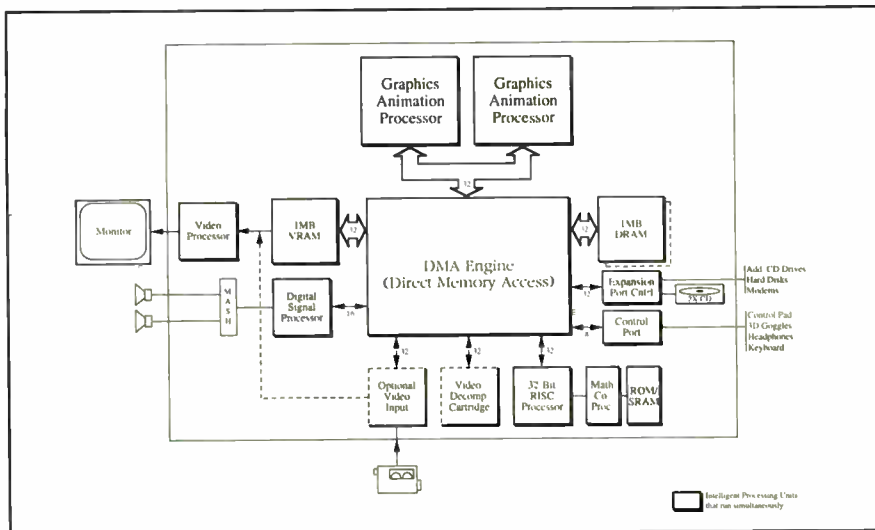 Graphics
Animation
Processor
Graphics
Animation
Processor
32
Monitor
Video
Processor
1MB
VRAM
32
DMA Engine
(Direct Memory Access)
32
1MB
DRAM
M
A
S
H
Digital
Signal
Processor
16
32
Expansion
Port Cntrl
2X CD
Add. CD Drives
Hard Disks
Modems
8
Control
Port
Control Pad
3D Goggles
Headphones
Keyboard
32
32
32
Optional
Video
Input
Video
Decomp
Cartridge
32 Bit
RISC
Processor
Math
Co
Proc
ROM/
SRAM
Intelligent Processing Units
that run simultaneously